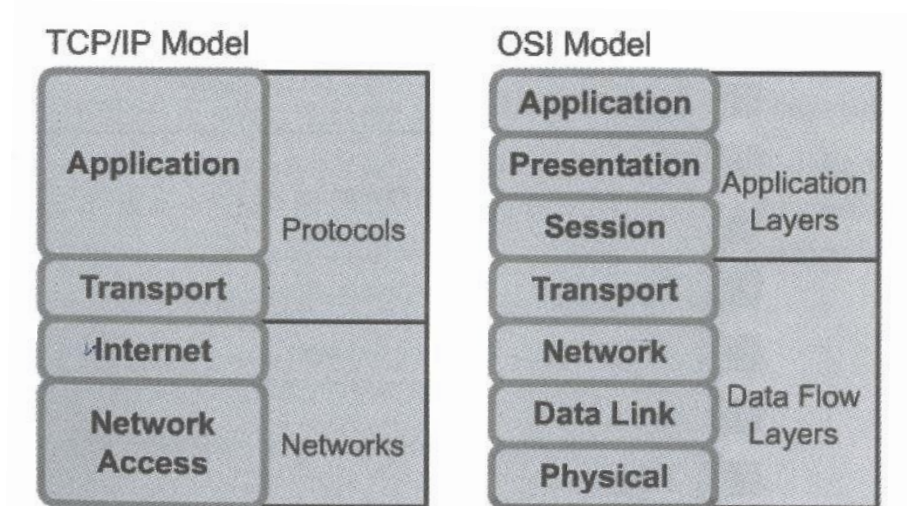 TCP/IP Model
Application
Transport
Internet
Network
Access
Protocols
Networks
OSI Model
Application
Presentation
Session
Transport
Network
Data Link
Physical
Application
Layers
Data Flow
Layers